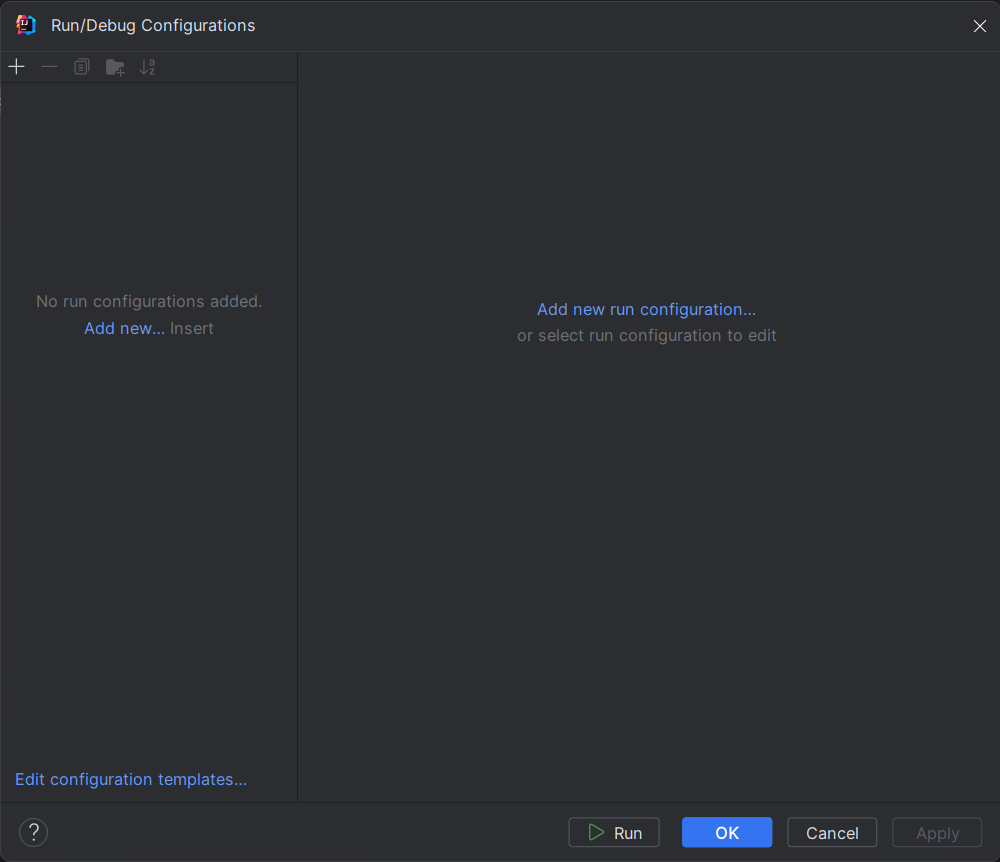 Run/Debug Configurations
No run configurations added.
Add new... Insert
Add new run configuration...
or select run configuration to edit
Edit configuration templates...
?
Run
OK
Cancel
Apply